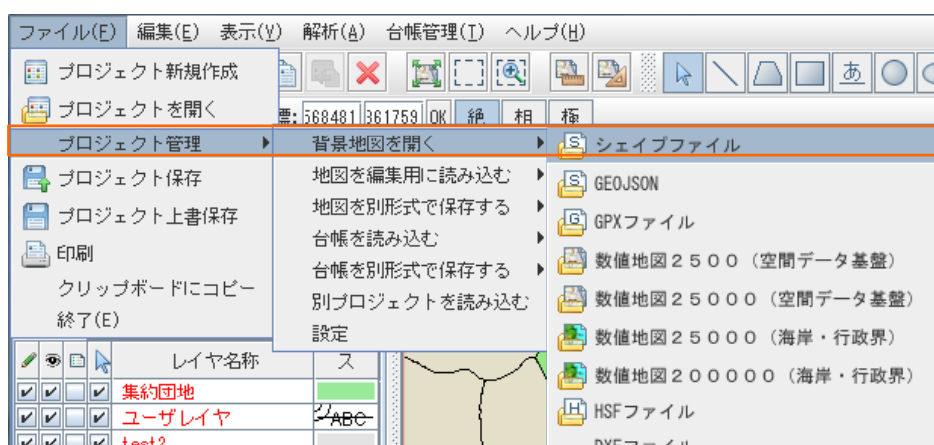 ファイル(F) 編集(E) 表示(V) 解析(A) 台帳管理(I) ヘルプ(H)
プロジェクト新規作成
あ
プロジェクトを開く
標: 568481 361759 OK 絶 相 極
プロジェクト管理
背景地図を開く
シェイプファイル
プロジェクト保存
地図を編集用に読み込む
GEOJSON
プロジェクト上書保存
地図を別形式で保存する
GPXファイル
印刷
台帳を読み込む
数値地図2500(空間データ基盤)
クリップボードにコピー
台帳を別形式で保存する
数値地図25000(空間データ基盤)
終了(E)
別プロジェクトを読み込む
設定
数値地図25000(海岸・行政界)
レイヤ名称 ス
数値地図200000(海岸・行政界)
集約団地
HSFファイル
ユーザレイヤ ABC
test2
DXFファイル